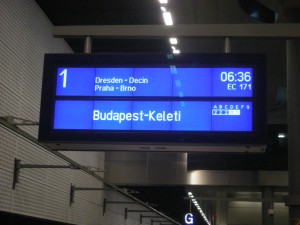 1
Dresden - Decin
Praha - Brno
06:36
EC 171
Budapest-Keleti
ABCDEFG
G